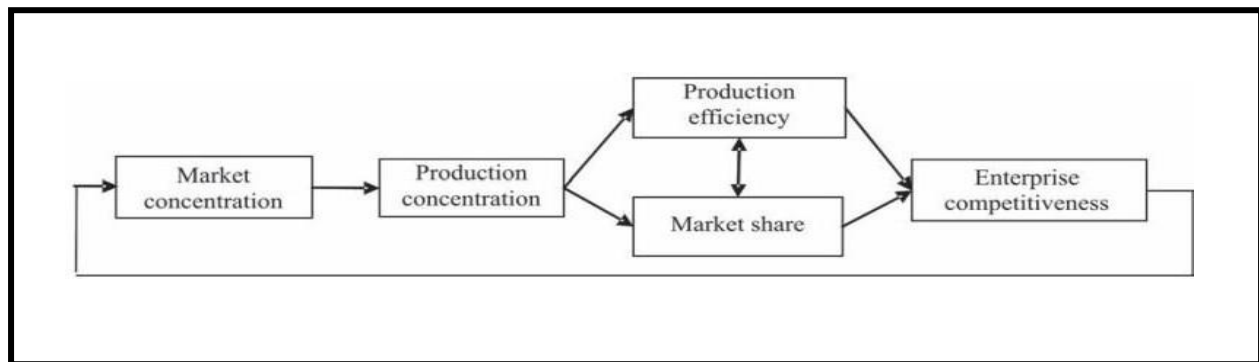 Market
concentration
Production
concentration
Production
efficiency
Market share
Enterprise
competitiveness